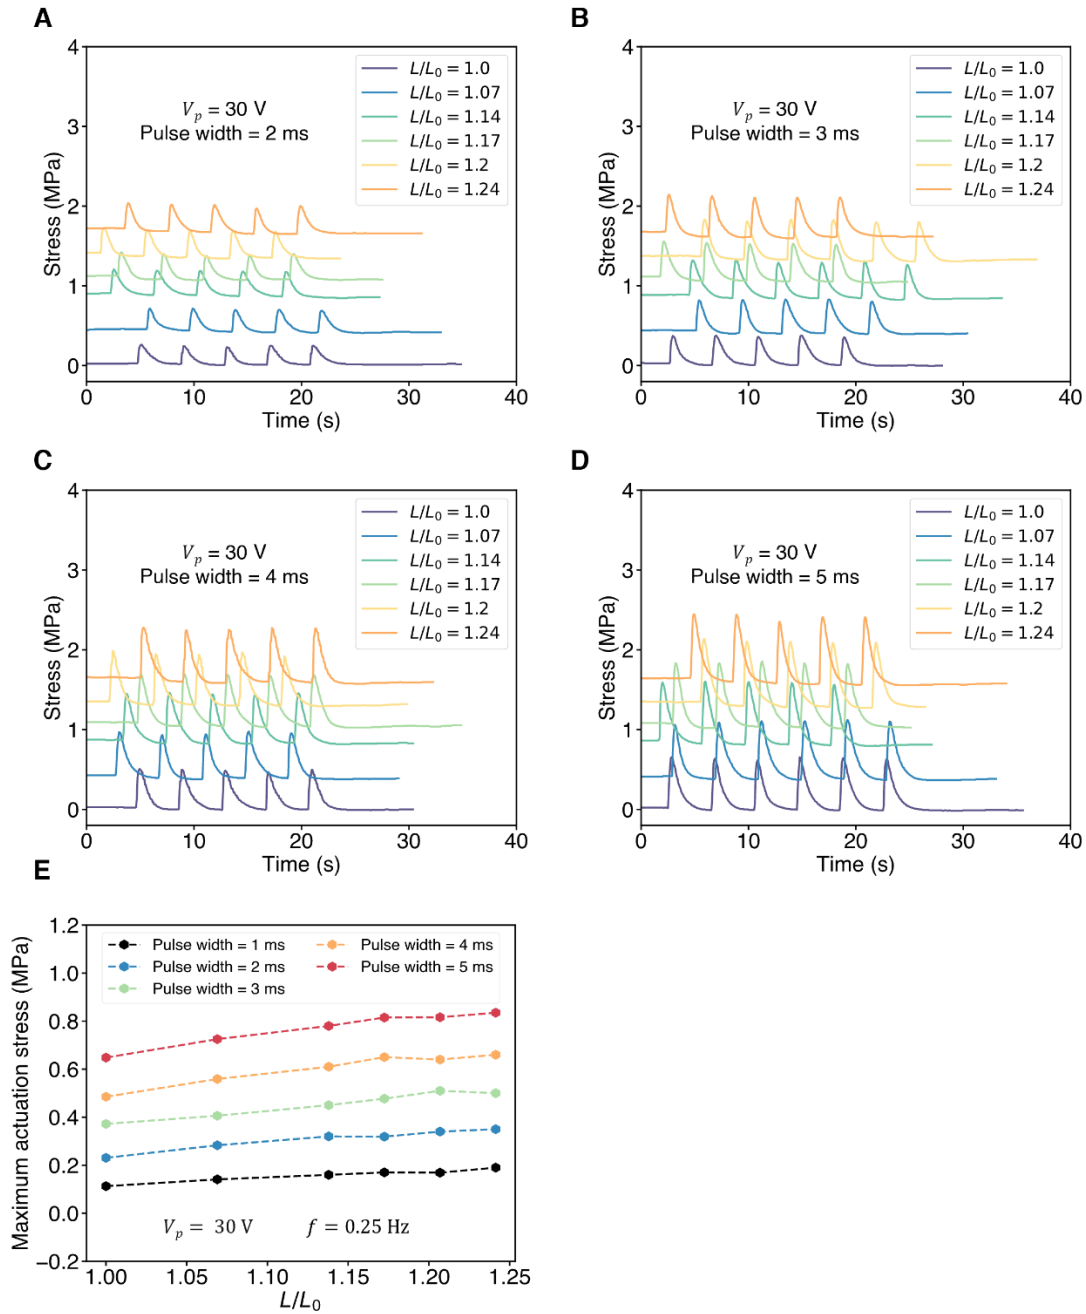 A
4
3
2
1
0
Stress (MPa)
V_p = 30 V
Pulse width = 2 ms
L/L_0 = 1.0
L/L_0 = 1.07
L/L_0 = 1.14
L/L_0 = 1.17
L/L_0 = 1.2
L/L_0 = 1.24
0 10 20 30 40
Time (s)
B
4
3
2
1
0
Stress (MPa)
V_p = 30 V
Pulse width = 3 ms
L/L_0 = 1.0
L/L_0 = 1.07
L/L_0 = 1.14
L/L_0 = 1.17
L/L_0 = 1.2
L/L_0 = 1.24
0 10 20 30 40
Time (s)
C
4
3
2
1
0
Stress (MPa)
V_p = 30 V
Pulse width = 4 ms
L/L_0 = 1.0
L/L_0 = 1.07
L/L_0 = 1.14
L/L_0 = 1.17
L/L_0 = 1.2
L/L_0 = 1.24
0 10 20 30 40
Time (s)
D
4
3
2
1
0
Stress (MPa)
V_p = 30 V
Pulse width = 5 ms
L/L_0 = 1.0
L/L_0 = 1.07
L/L_0 = 1.14
L/L_0 = 1.17
L/L_0 = 1.2
L/L_0 = 1.24
0 10 20 30 40
Time (s)
E
1.2
1.0
0.8
0.6
0.4
0.2
0.0
−0.2
Maximum actuation stress (MPa)
Pulse width = 1 ms
Pulse width = 2 ms
Pulse width = 3 ms
Pulse width = 4 ms
Pulse width = 5 ms
V_p = 30 V f = 0.25 Hz
1.00 1.05 1.10 1.15 1.20 1.25
L/L_0